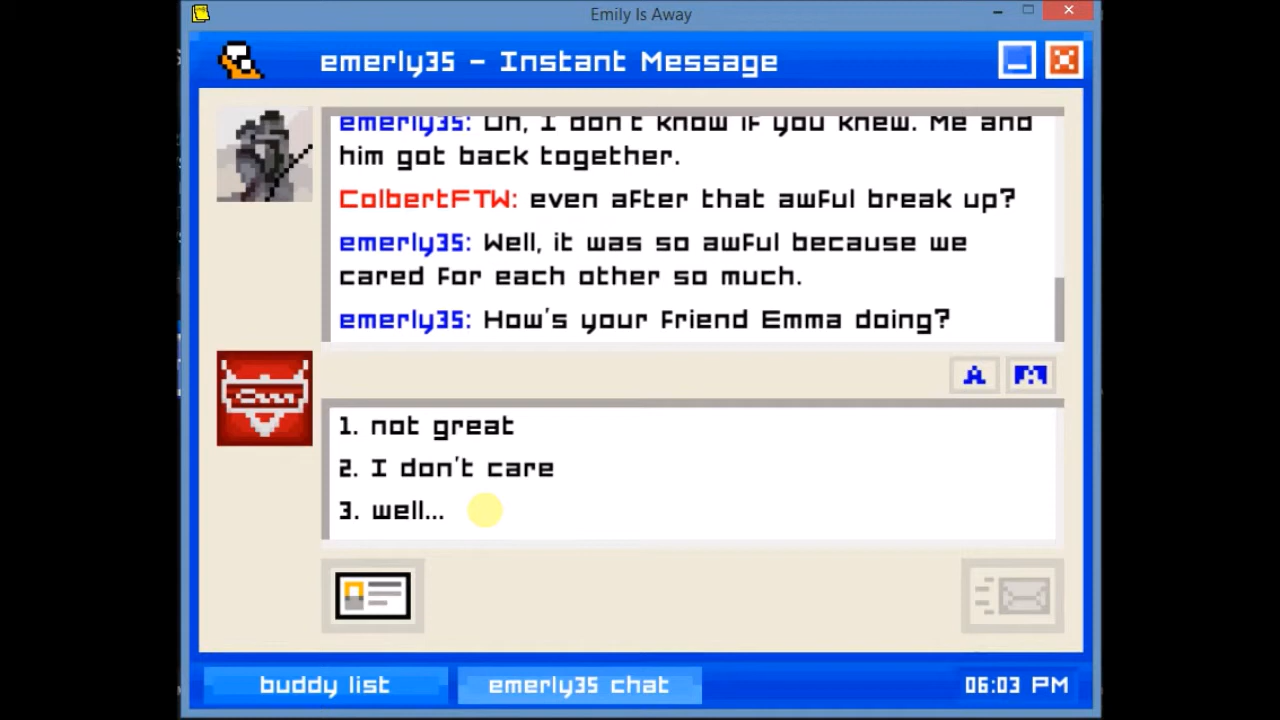 Emily Is Away
emerly35 - Instant Message
emerly35: Oh, I don't know if you knew. Me and
him got back together.
ColbertFTW: even after that awful break up?
emerly35: Well, it was so awful because we
cared for each other so much.
emerly35: How's your friend Emma doing?
A
1. not great
2. I don't care
3. well...
buddy list
emerly35 chat
06:03 PM